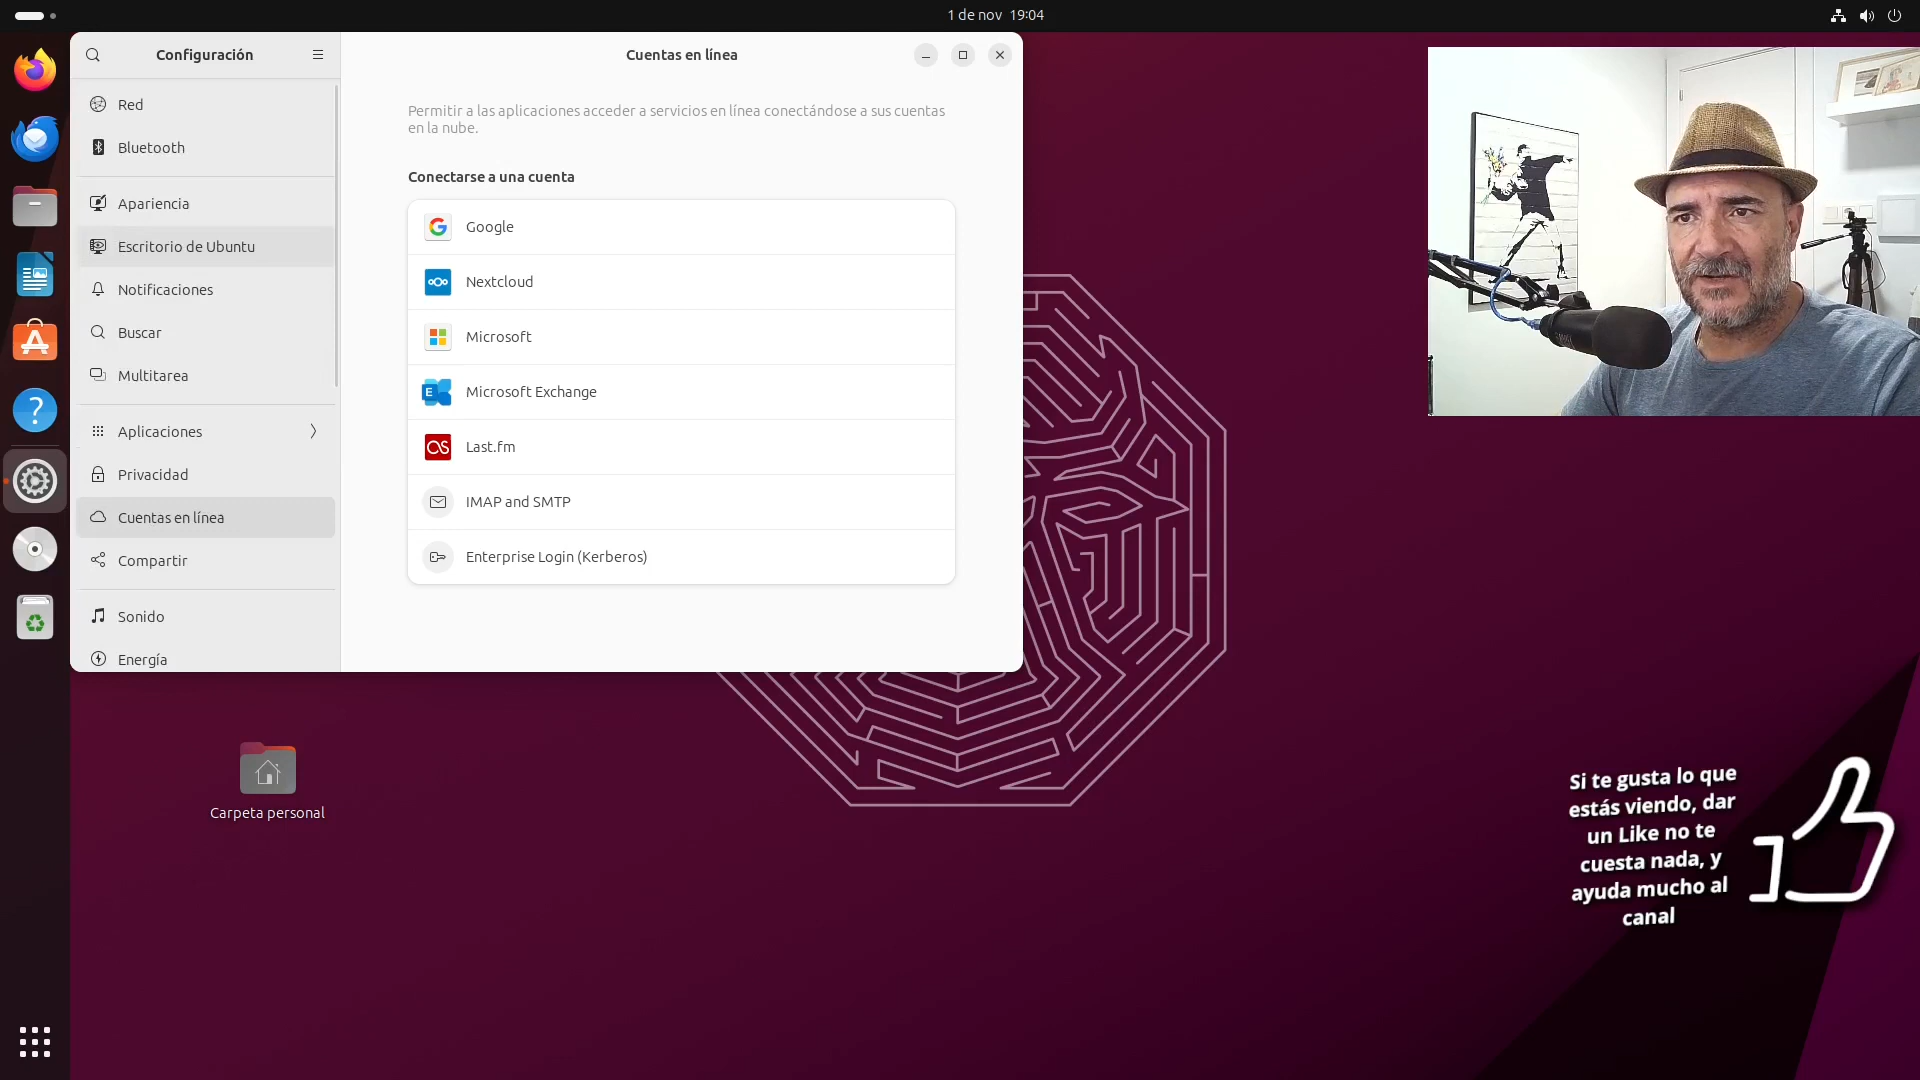 1 de nov 19:04
Configuración
Cuentas en línea
Red
Bluetooth
Apariencia
Escritorio de Ubuntu
Notificaciones
Buscar
Multitarea
Aplicaciones
Privacidad
Cuentas en línea
Compartir
Sonido
Energía
Permitir a las aplicaciones acceder a servicios en línea conectándose a sus cuentas
en la nube.
Conectarse a una cuenta
Google
Nextcloud
Microsoft
Microsoft Exchange
Last.fm
IMAP and SMTP
Enterprise Login (Kerberos)
Carpeta personal
Si te gusta lo que
estás viendo, dar
un Like no te
cuesta nada, y
ayuda mucho al
canal